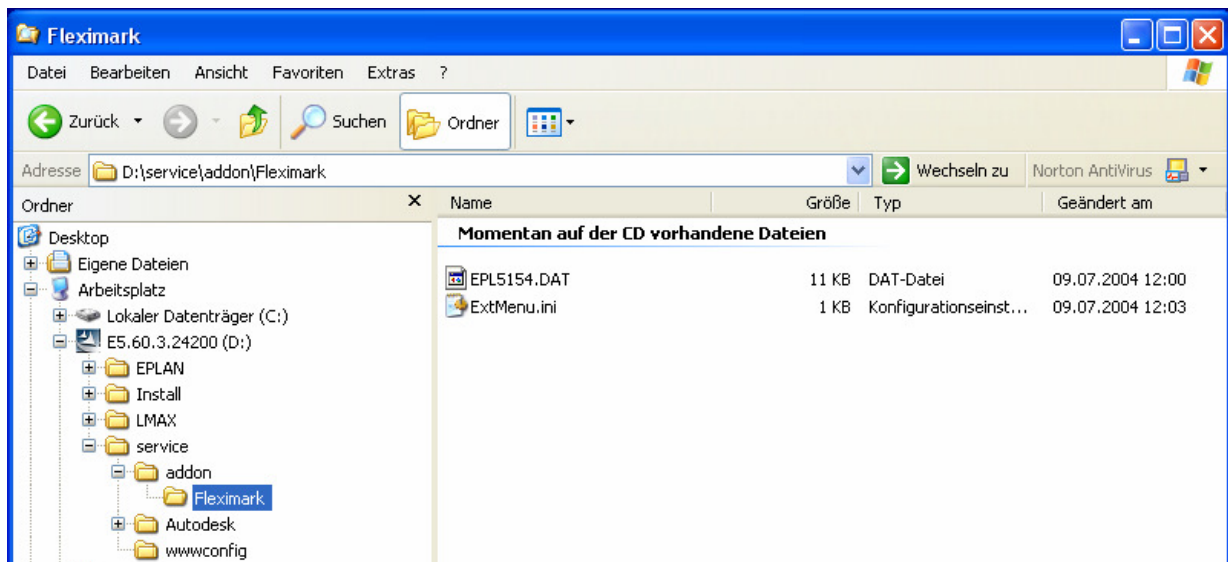 Fleximark
Datei Bearbeiten Ansicht Favoriten Extras ?
Zurück Suchen Ordner
Adresse D:\service\addon\Fleximark Wechseln zu Norton AntiVirus
Ordner x Name Größe Typ Geändert am
Momentan auf der CD vorhandene Dateien
Desktop
Eigene Dateien
Arbeitsplatz
Lokaler Datenträger (C:)
E5.60.3.24200 (D:)
EPLAN
Install
LMAX
service
addon
Fleximark
Autodesk
wwwconfig
EPL5154.DAT 11 KB DAT-Datei 09.07.2004 12:00
ExtMenu.ini 1 KB Konfigurationseinst... 09.07.2004 12:03